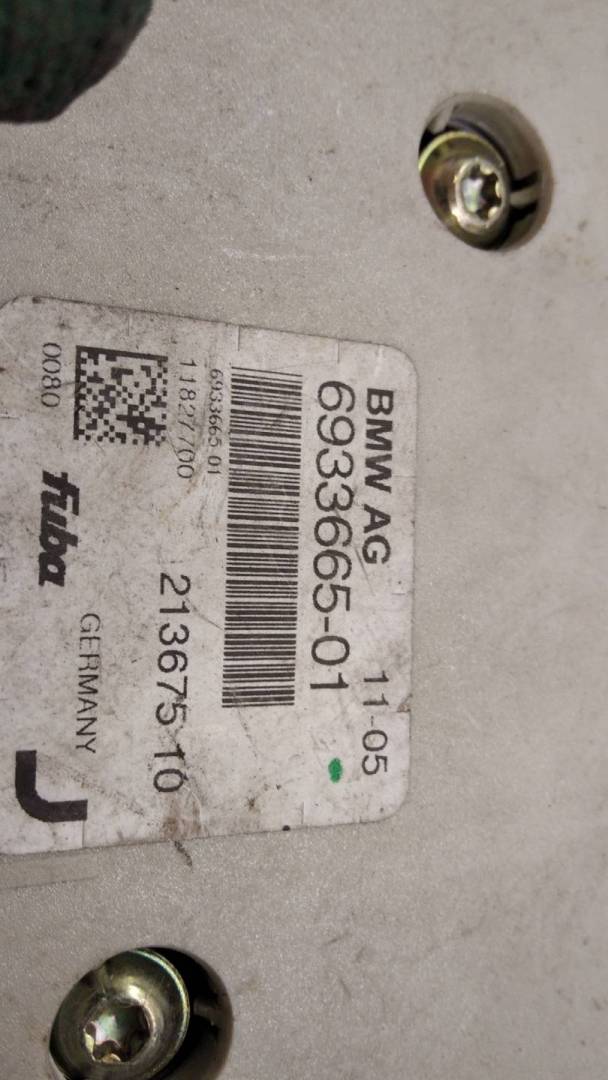 BMW AG 11-05
6933665-01
6933665 01
11827700 213675 10
0080 fuba GERMANY
J